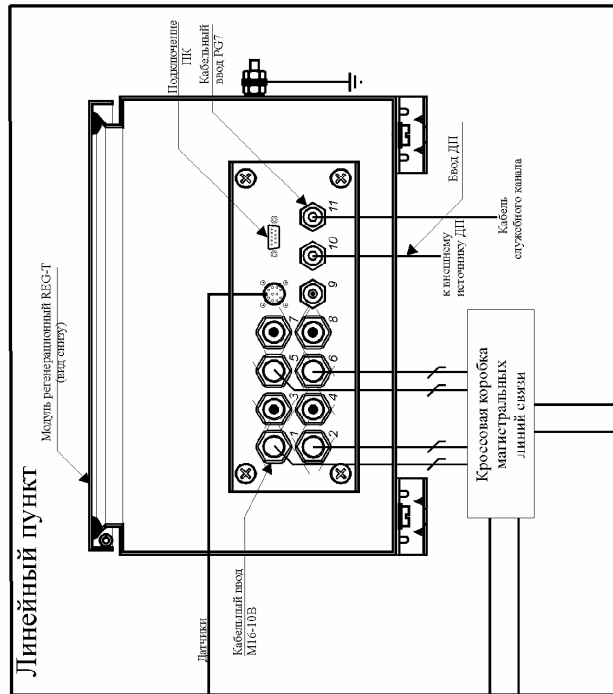 Линейный пункт
Модуль регенерационный REG-T
(вид снизу)
Подключение
ПК
Кабельный
ввод PG7
Датчики
Кабельный ввод
М16-10В
1
3
5
7
2
4
6
8
9
10
11
Ввод ДП
к внешнему
источнику ДП
Кабель
служебного канала
Кроссовая коробка
магистральных
линий связи